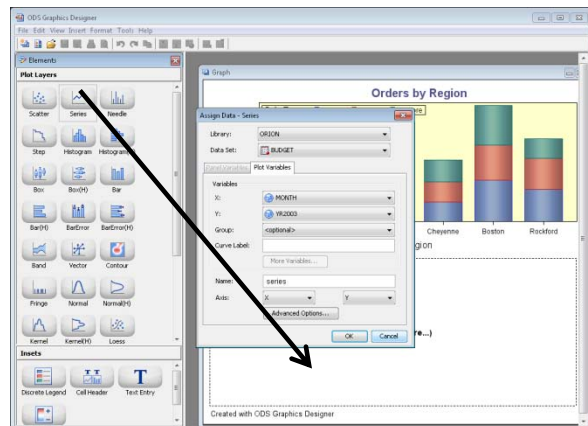 ODS Graphics Designer
File Edit View Insert Format Tools Help
Elements
Plot Layers
Scatter Series Needle
Step Histogram Histogram(H)
Box Box(H) Bar
Bar(H) BarError BarError(H)
Band Vector Contour
Fringe Normal Normal(H)
Kernel Kernel(H) Loess
Insets
Discrete Legend Cell Header Text Entry
Graph
Orders by Region
Assign Data - Series
Library: ORION
Data Set: BUDGET
Panel Variables Plot Variables
Variables
X: MONTH
Y: YR2003
Group: <optional>
Curve Label:
More Variables...
Name: series
Axis: X Y
Advanced Options...
OK Cancel
Cheyenne Boston Rockford
gion
re...)
Created with ODS Graphics Designer